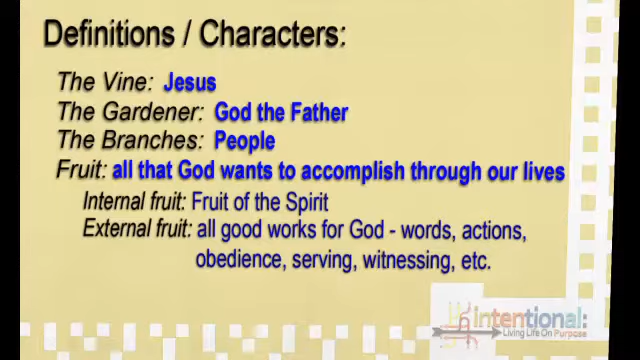 Definitions / Characters:
The Vine: Jesus
The Gardener: God the Father
The Branches: People
Fruit: all that God wants to accomplish through our lives
Internal fruit: Fruit of the Spirit
External fruit: all good works for God - words, actions,
obedience, serving, witnessing, etc.
intentional:
Living Life On Purpose